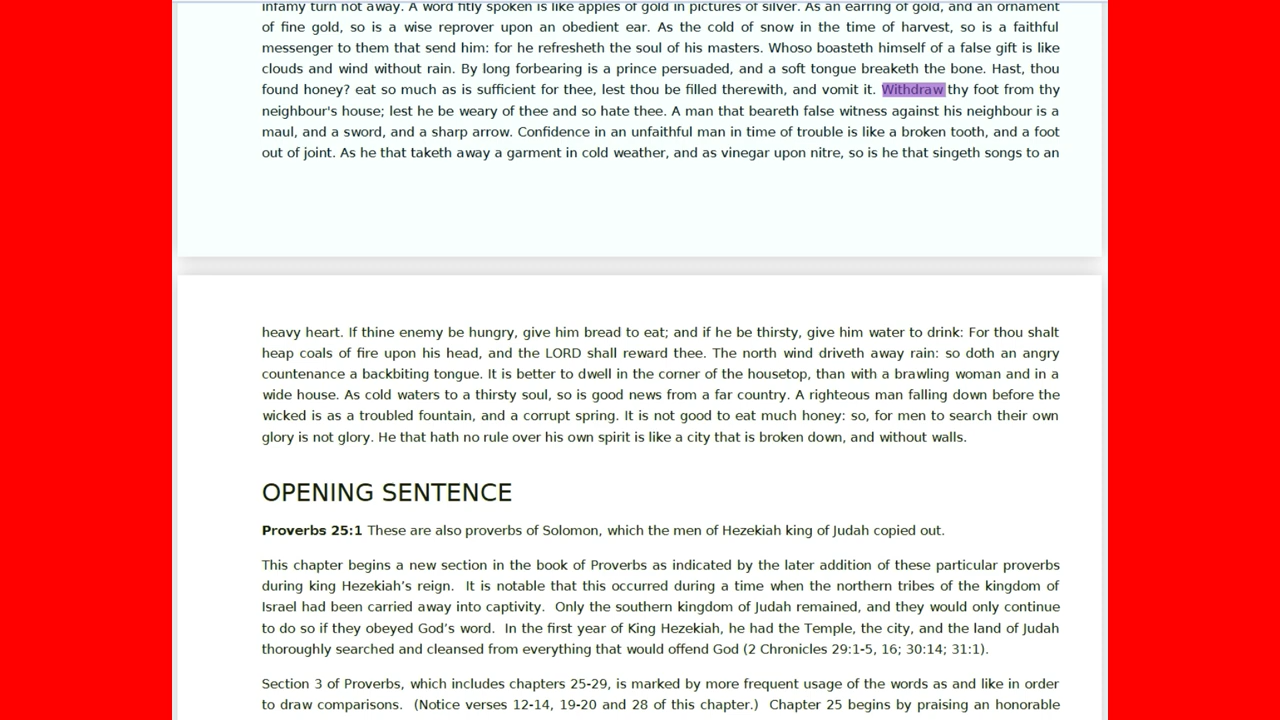 infamy turn not away. A word fitly spoken is like apples of gold in pictures of silver. As an earring of gold, and an ornament
of fine gold, so is a wise reprover upon an obedient ear. As the cold of snow in the time of harvest, so is a faithful
messenger to them that send him: for he refresheth the soul of his masters. Whoso boasteth himself of a false gift is like
clouds and wind without rain. By long forbearing is a prince persuaded, and a soft tongue breaketh the bone. Hast, thou
found honey? eat so much as is sufficient for thee, lest thou be filled therewith, and vomit it. Withdraw thy foot from thy
neighbour's house; lest he be weary of thee and so hate thee. A man that beareth false witness against his neighbour is a
maul, and a sword, and a sharp arrow. Confidence in an unfaithful man in time of trouble is like a broken tooth, and a foot
out of joint. As he that taketh away a garment in cold weather, and as vinegar upon nitre, so is he that singeth songs to an
heavy heart. If thine enemy be hungry, give him bread to eat; and if he be thirsty, give him water to drink: For thou shalt
heap coals of fire upon his head, and the LORD shall reward thee. The north wind driveth away rain: so doth an angry
countenance a backbiting tongue. It is better to dwell in the corner of the housetop, than with a brawling woman and in a
wide house. As cold waters to a thirsty soul, so is good news from a far country. A righteous man falling down before the
wicked is as a troubled fountain, and a corrupt spring. It is not good to eat much honey: so, for men to search their own
glory is not glory. He that hath no rule over his own spirit is like a city that is broken down, and without walls.
OPENING SENTENCE
Proverbs 25:1 These are also proverbs of Solomon, which the men of Hezekiah king of Judah copied out.
This chapter begins a new section in the book of Proverbs as indicated by the later addition of these particular proverbs
during king Hezekiah’s reign.  It is notable that this occurred during a time when the northern tribes of the kingdom of
Israel had been carried away into captivity.  Only the southern kingdom of Judah remained, and they would only continue
to do so if they obeyed God’s word.  In the first year of King Hezekiah, he had the Temple, the city, and the land of Judah
thoroughly searched and cleansed from everything that would offend God (2 Chronicles 29:1-5, 16; 30:14; 31:1).
Section 3 of Proverbs, which includes chapters 25-29, is marked by more frequent usage of the words as and like in order
to draw comparisons.  (Notice verses 12-14, 19-20 and 28 of this chapter.)  Chapter 25 begins by praising an honorable